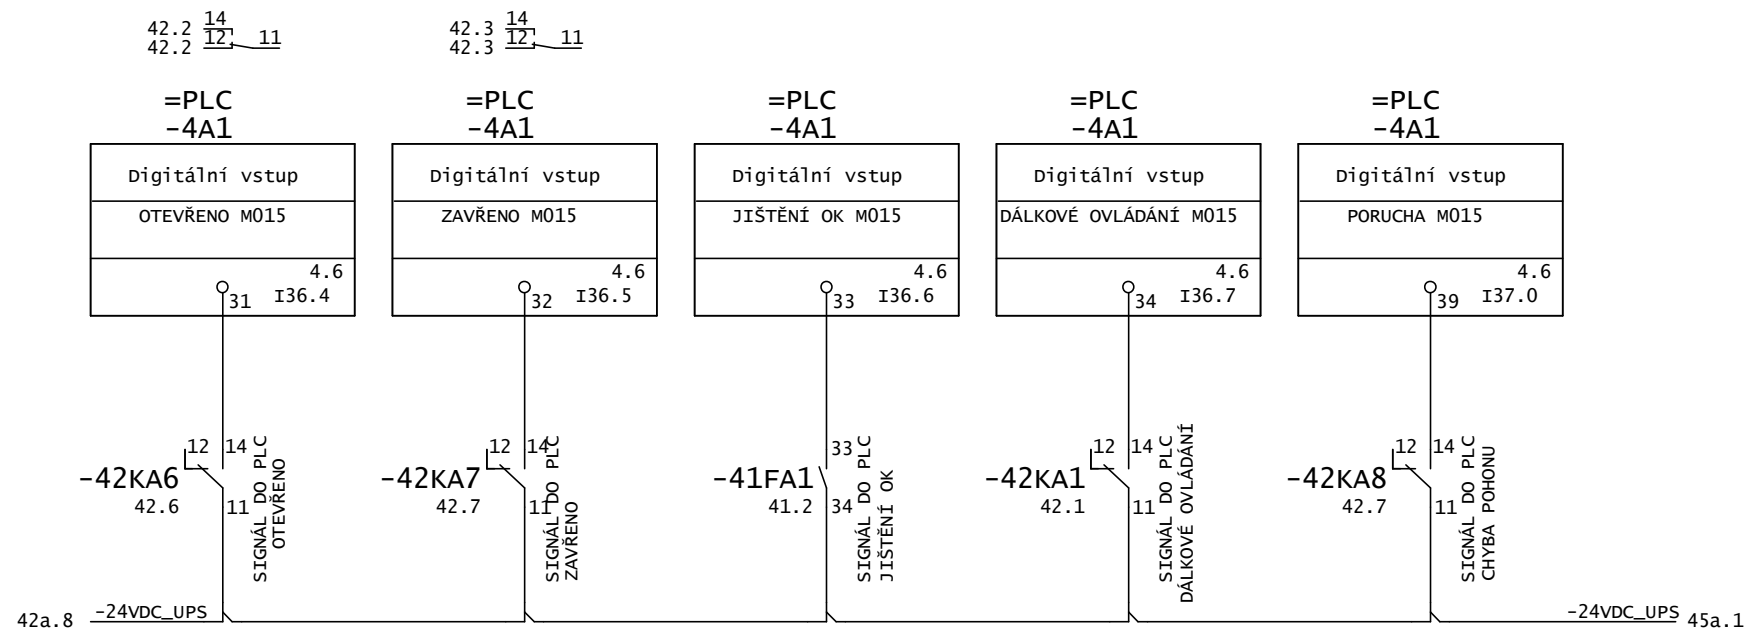 42.2 14
42.2 12 11
42.3 14
42.3 12 11
=PLC
-4A1
Digitální vstup
OTEVŘENO M015
4.6
31 I36.4
=PLC
-4A1
Digitální vstup
ZAVŘENO M015
4.6
32 I36.5
=PLC
-4A1
Digitální vstup
JIŠTĚNÍ OK M015
4.6
33 I36.6
=PLC
-4A1
Digitální vstup
DÁLKOVÉ OVLÁDÁNÍ M015
4.6
34 I36.7
=PLC
-4A1
Digitální vstup
PORUCHA M015
4.6
39 I37.0
12 14
-42KA6
42.6 11
SIGNÁL DO PLC
OTEVŘENO
12 14
-42KA7
42.7 11
SIGNÁL DO PLC
ZAVŘENO
33
-41FA1
41.2 34
SIGNÁL DO PLC
JIŠTĚNÍ OK
12 14
-42KA1
42.1 11
SIGNÁL DO PLC
DÁLKOVÉ OVLÁDÁNÍ
12 14
-42KA8
42.7 11
SIGNÁL DO PLC
CHYBA POHONU
42a.8 -24VDC_UPS
-24VDC_UPS 45a.1